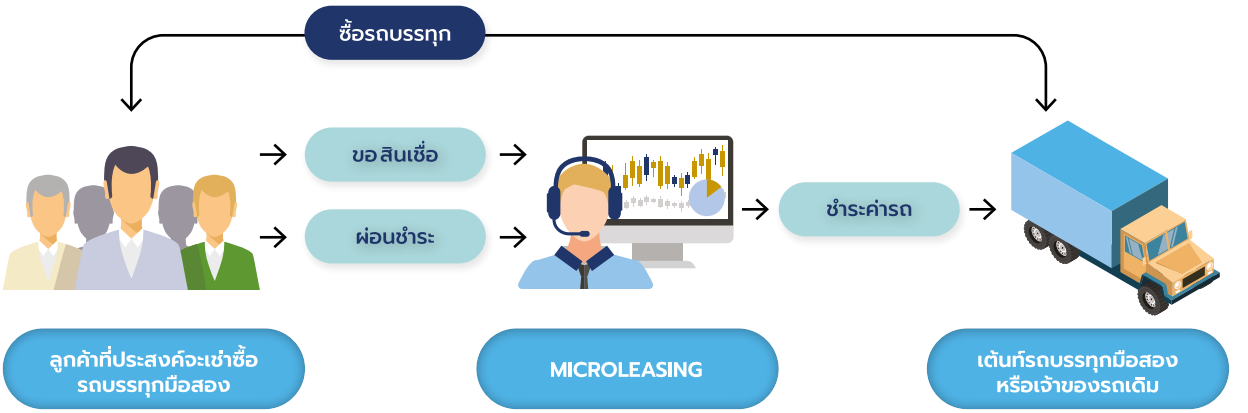 ซื้อรถบรรทุก
ขอสินเชื่อ
ผ่อนชำระ
ชำระค่ารถ
ลูกค้าที่ประสงค์จะเช่าซื้อ
รถบรรทุกมือสอง
MICROLEASING
เต้นท์รถบรรทุกมือสอง
หรือเจ้าของรถเดิม